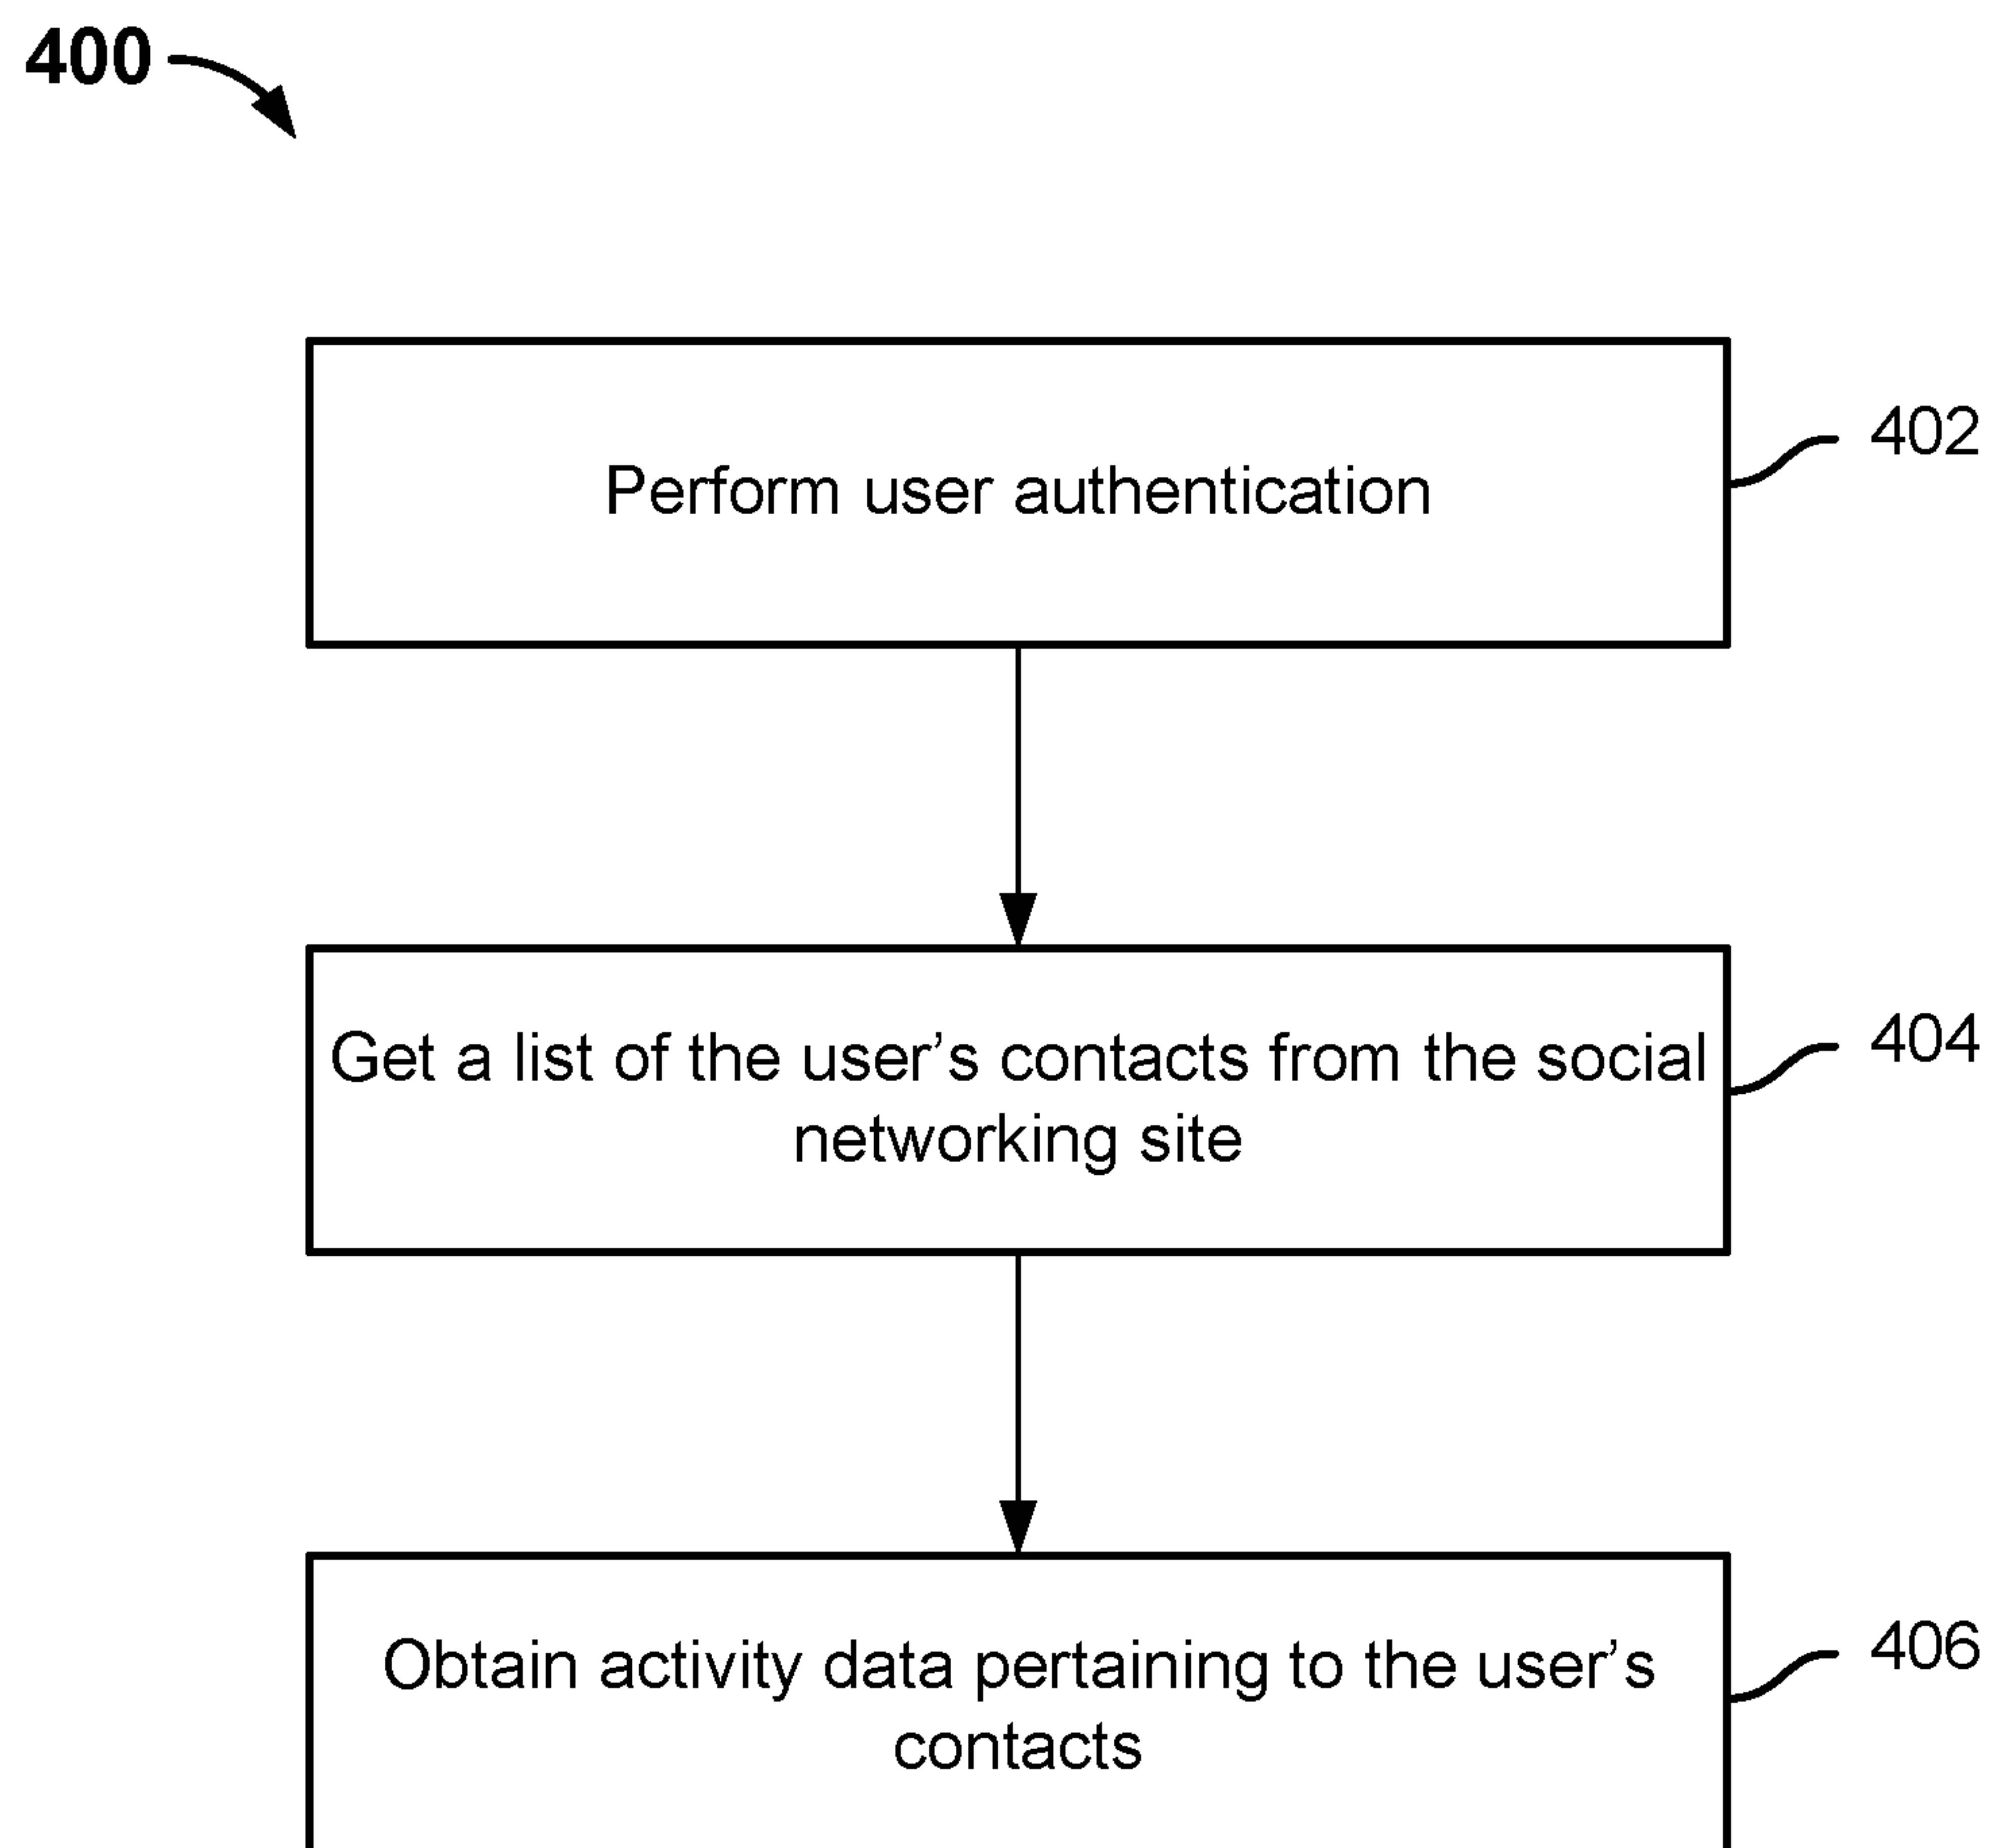 400
Perform user authentication
402
Get a list of the user’s contacts from the social
networking site
404
Obtain activity data pertaining to the user’s
contacts
406